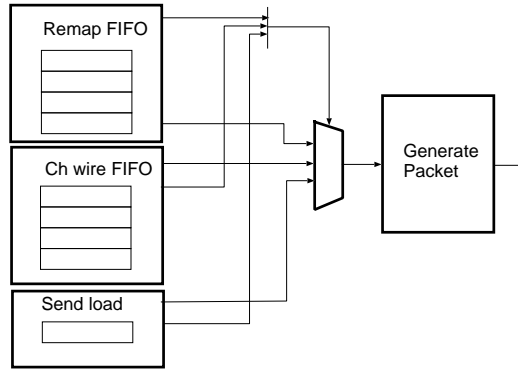 Remap FIFO
Ch wire FIFO
Send load
Generate
Packet